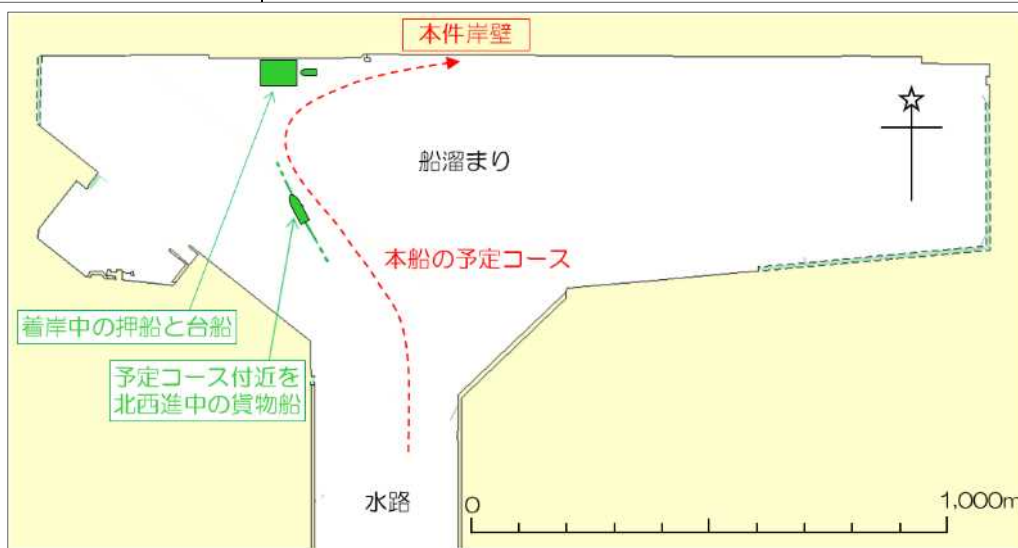 本件岸壁
船溜まり
本船の予定コース
着岸中の押船と台船
予定コース付近を
北西進中の貨物船
水路
0
1,000m